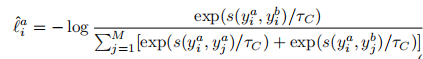 \hat{\ell}_i^a = -\log \frac{\exp(s(y_i^a, y_i^b)/\tau_C)}{\sum_{j=1}^{M} [\exp(s(y_i^a, y_j^a)/\tau_C) + \exp(s(y_i^a, y_j^b)/\tau_C)]}